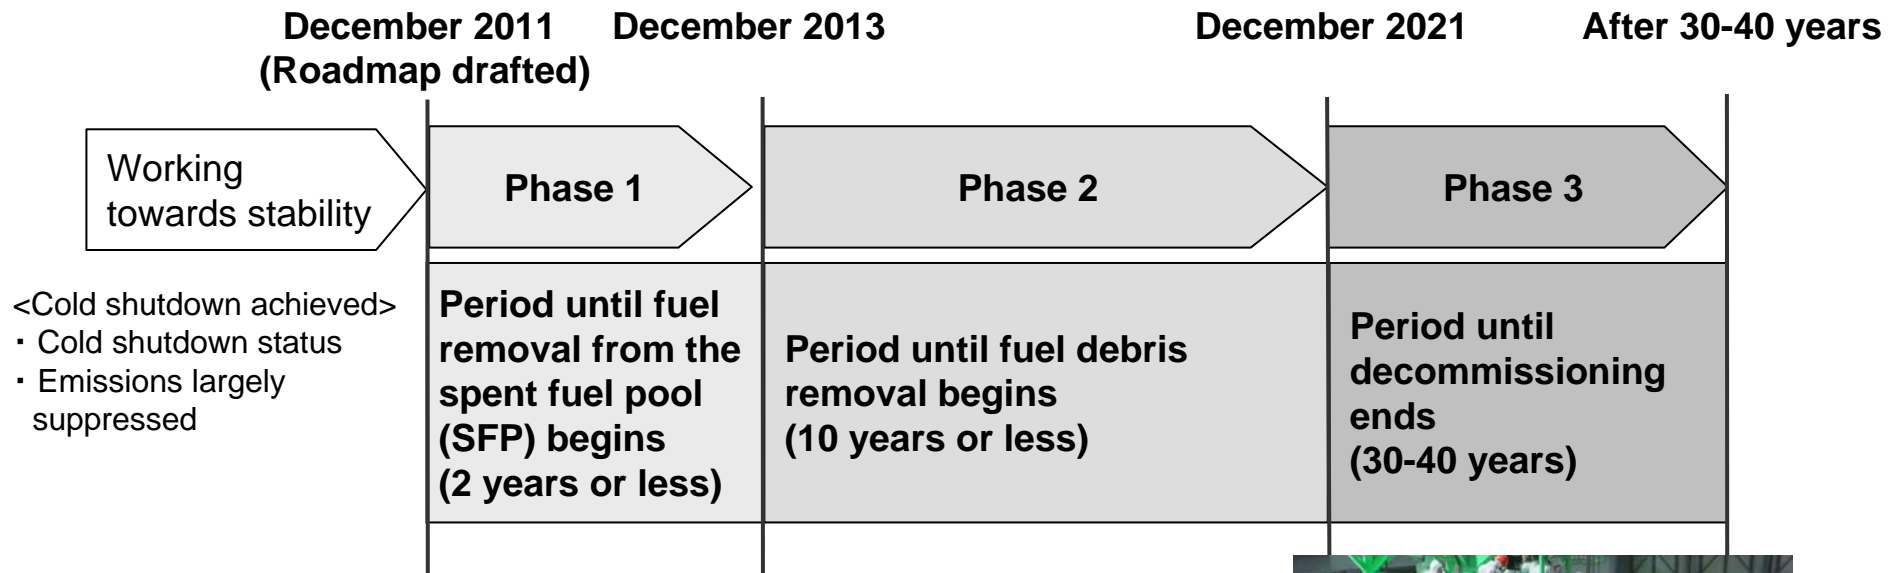 December 2011
(Roadmap drafted)
December 2013
December 2021
After 30-40 years
Working
towards stability
Phase 1
Phase 2
Phase 3
<Cold shutdown achieved>
・Cold shutdown status
・Emissions largely
suppressed
Period until fuel
removal from the
spent fuel pool
(SFP) begins
(2 years or less)
Period until fuel debris
removal begins
(10 years or less)
Period until
decommissioning
ends
(30-40 years)